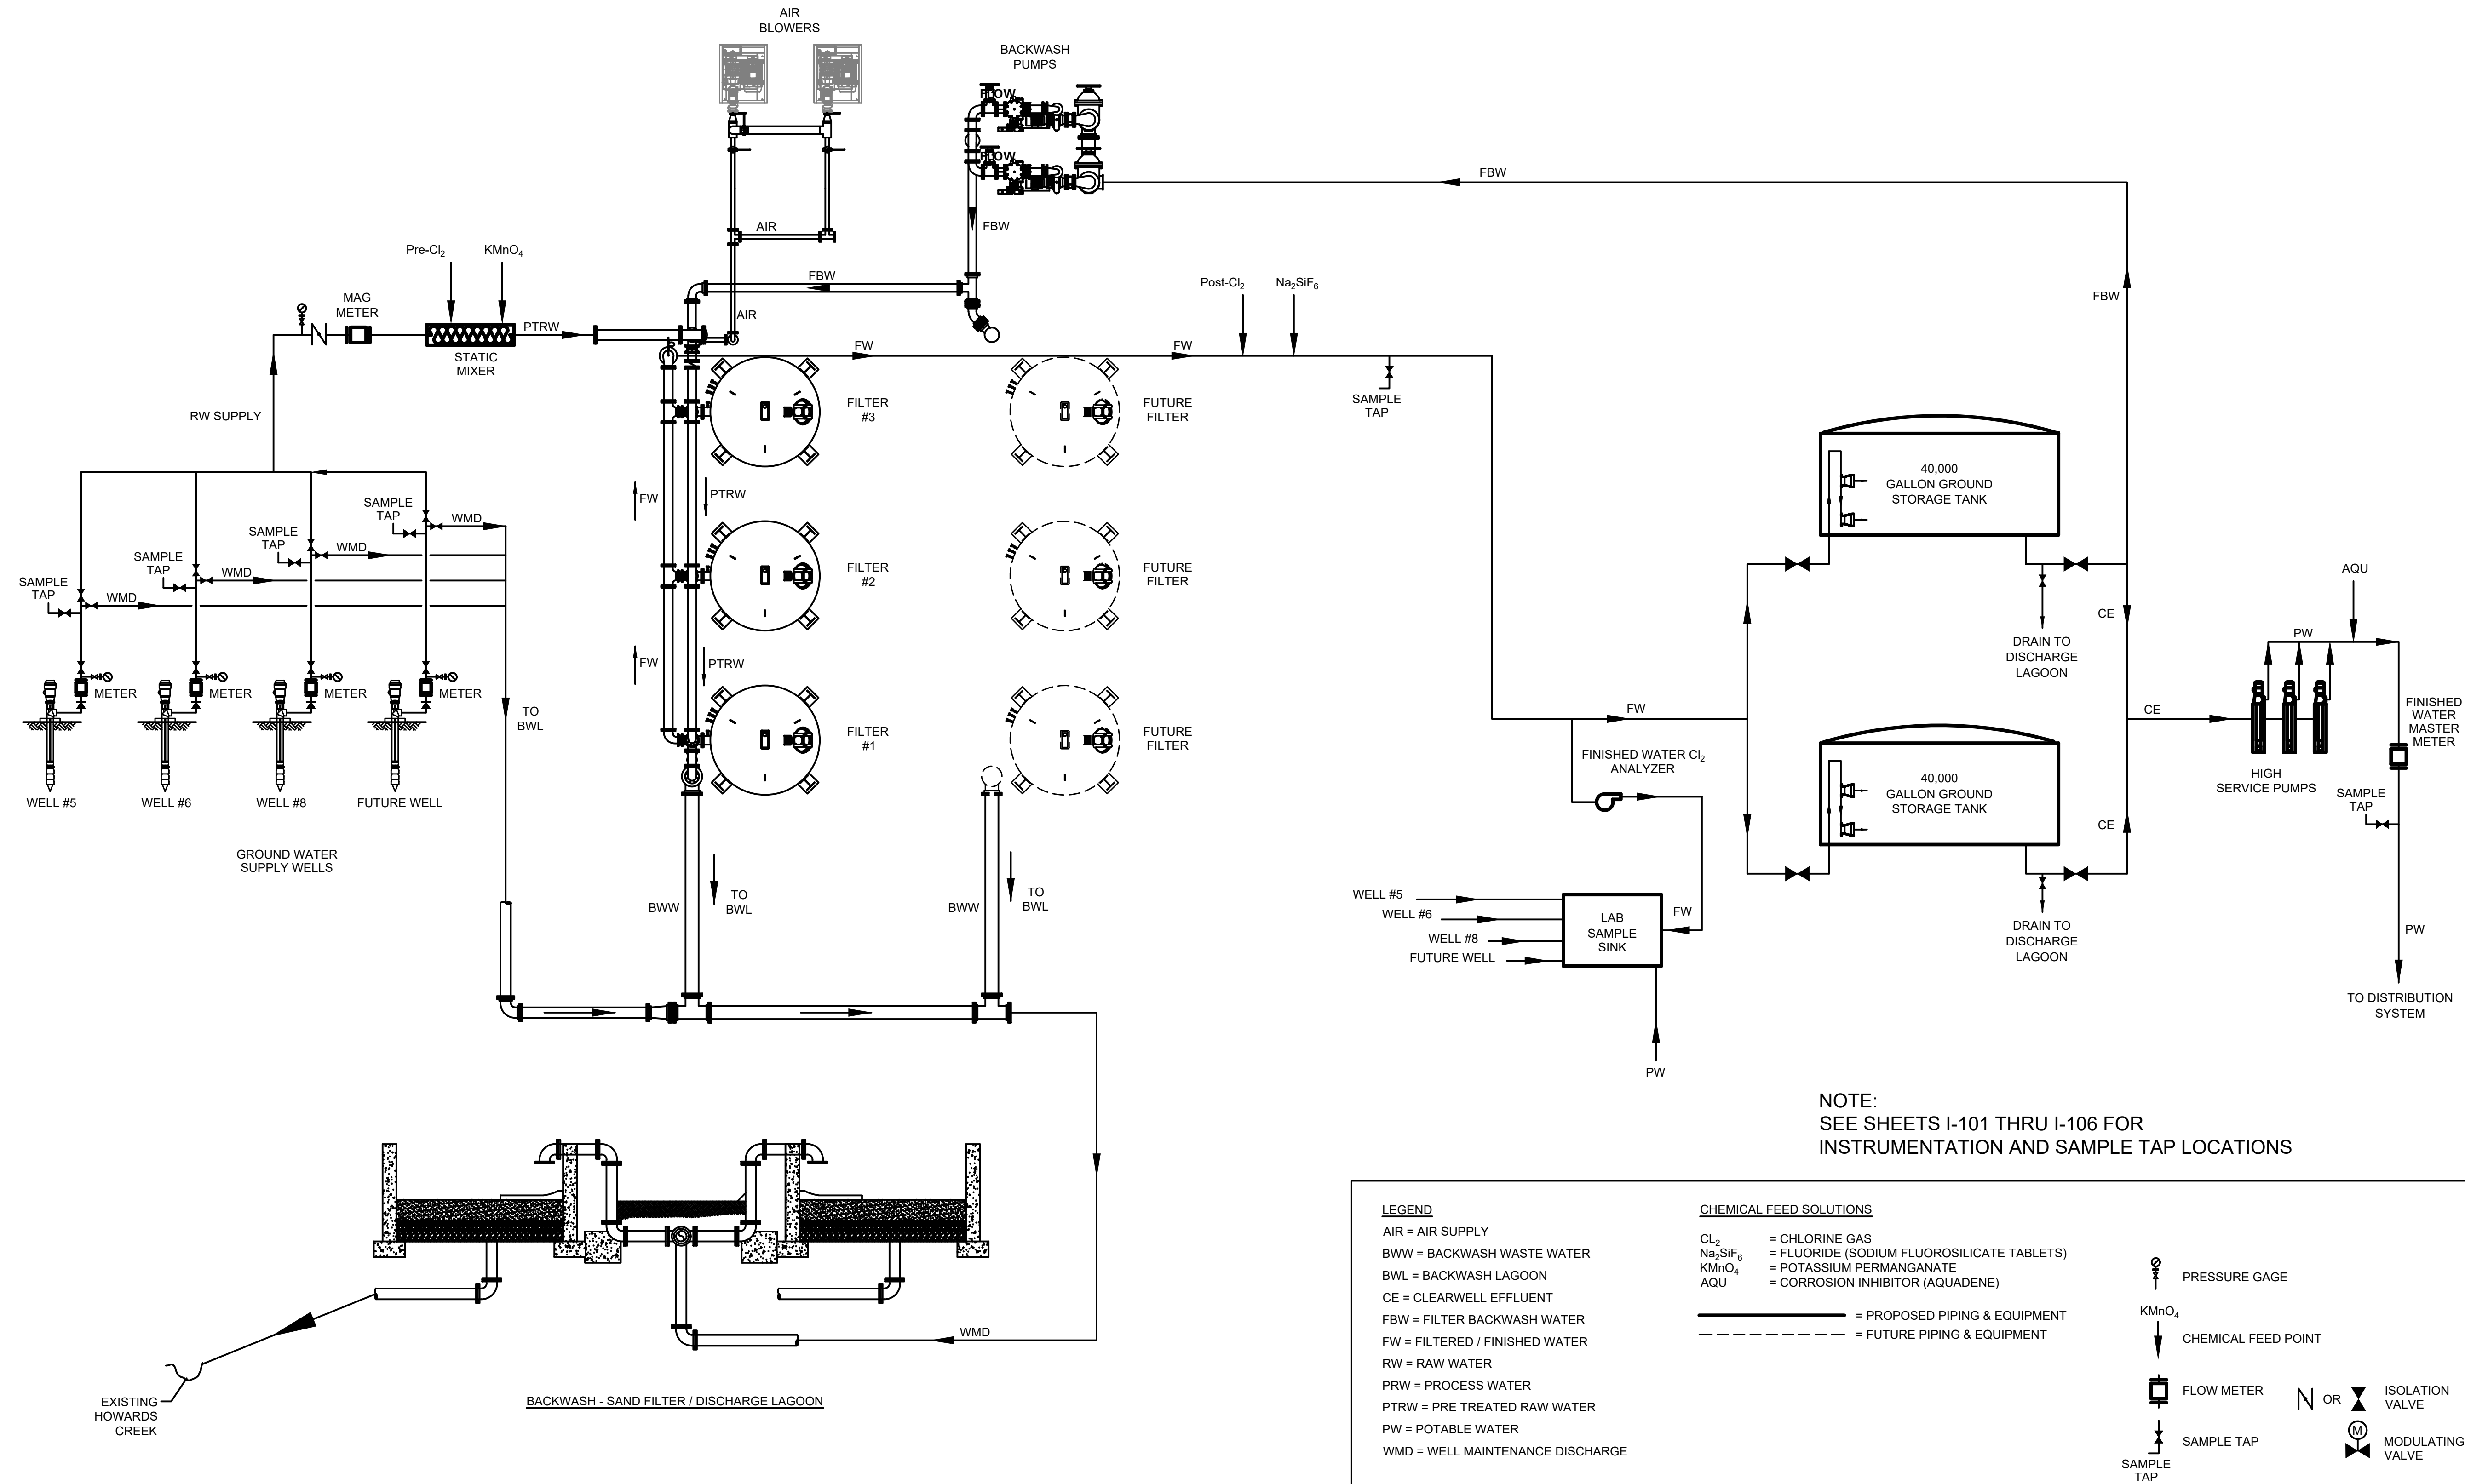 AIR
BLOWERS
BACKWASH
PUMPS
FLOW
FLOW
FBW
AIR
FBW
Pre-Cl₂
KMnO₄
FBW
FBW
MAG
METER
PTRW
AIR
Post-Cl₂
Na₂SiF₆
STATIC
MIXER
FW
FW
SAMPLE
TAP
RW SUPPLY
FILTER
#3
FUTURE
FILTER
40,000
GALLON GROUND
STORAGE TANK
FW
PTRW
SAMPLE
TAP
WMD
SAMPLE
TAP
WMD
SAMPLE
TAP
WMD
SAMPLE
TAP
WMD
FILTER
#2
FUTURE
FILTER
AQU
CE
DRAIN TO
DISCHARGE
LAGOON
PW
FW
PTRW
METER
METER
METER
METER
TO
BWL
FILTER
#1
FUTURE
FILTER
FW
CE
FINISHED
WATER
MASTER
METER
WELL #5
WELL #6
WELL #8
FUTURE WELL
FINISHED WATER Cl₂
ANALYZER
40,000
GALLON GROUND
STORAGE TANK
HIGH
SERVICE PUMPS
SAMPLE
TAP
CE
GROUND WATER
SUPPLY WELLS
BWW
TO
BWL
BWW
TO
BWL
WELL #5
WELL #6
WELL #8
FUTURE WELL
LAB
SAMPLE
SINK
FW
DRAIN TO
DISCHARGE
LAGOON
PW
TO DISTRIBUTION
SYSTEM
PW
NOTE:
SEE SHEETS I-101 THRU I-106 FOR
INSTRUMENTATION AND SAMPLE TAP LOCATIONS
WMD
EXISTING
HOWARDS
CREEK
BACKWASH - SAND FILTER / DISCHARGE LAGOON
LEGEND
AIR = AIR SUPPLY
BWW = BACKWASH WASTE WATER
BWL = BACKWASH LAGOON
CE = CLEARWELL EFFLUENT
FBW = FILTER BACKWASH WATER
FW = FILTERED / FINISHED WATER
RW = RAW WATER
PRW = PROCESS WATER
PTRW = PRE TREATED RAW WATER
PW = POTABLE WATER
WMD = WELL MAINTENANCE DISCHARGE
CHEMICAL FEED SOLUTIONS
CL₂ = CHLORINE GAS
Na₂SiF₆ = FLUORIDE (SODIUM FLUOROSILICATE TABLETS)
KMnO₄ = POTASSIUM PERMANGANATE
AQU = CORROSION INHIBITOR (AQUADENE)
= PROPOSED PIPING & EQUIPMENT
= FUTURE PIPING & EQUIPMENT
PRESSURE GAGE
KMnO₄
CHEMICAL FEED POINT
FLOW METER
OR
ISOLATION
VALVE
SAMPLE TAP
SAMPLE
TAP
M
MODULATING
VALVE